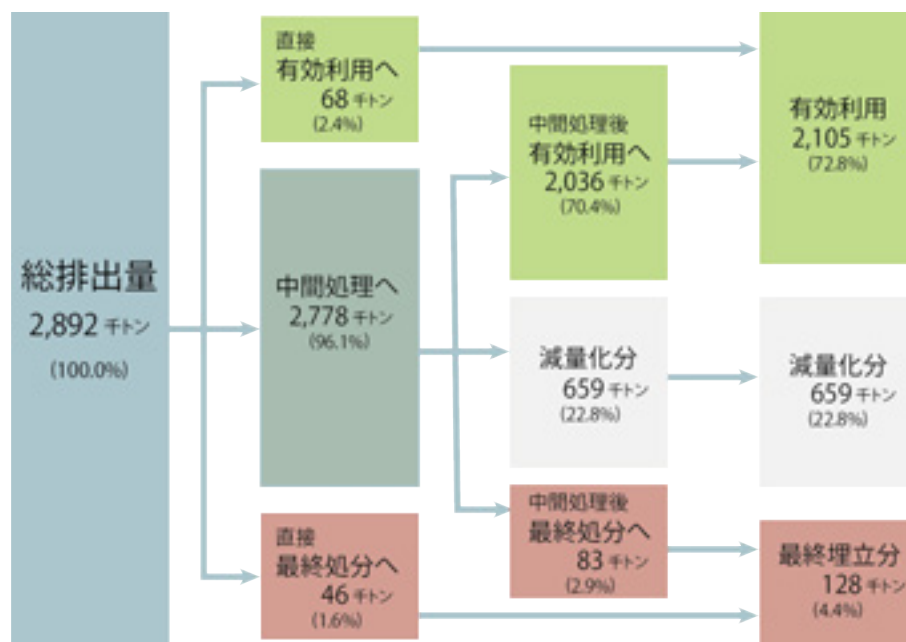 総排出量
2,892 千トン
(100.0%)
直接
有効利用へ
68 千トン
(2.4%)
中間処理へ
2,778 千トン
(96.1%)
直接
最終処分へ
46 千トン
(1.6%)
中間処理後
有効利用へ
2,036 千トン
(70.4%)
減量化分
659 千トン
(22.8%)
中間処理後
最終処分へ
83 千トン
(2.9%)
有効利用
2,105 千トン
(72.8%)
減量化分
659 千トン
(22.8%)
最終埋立分
128 千トン
(4.4%)